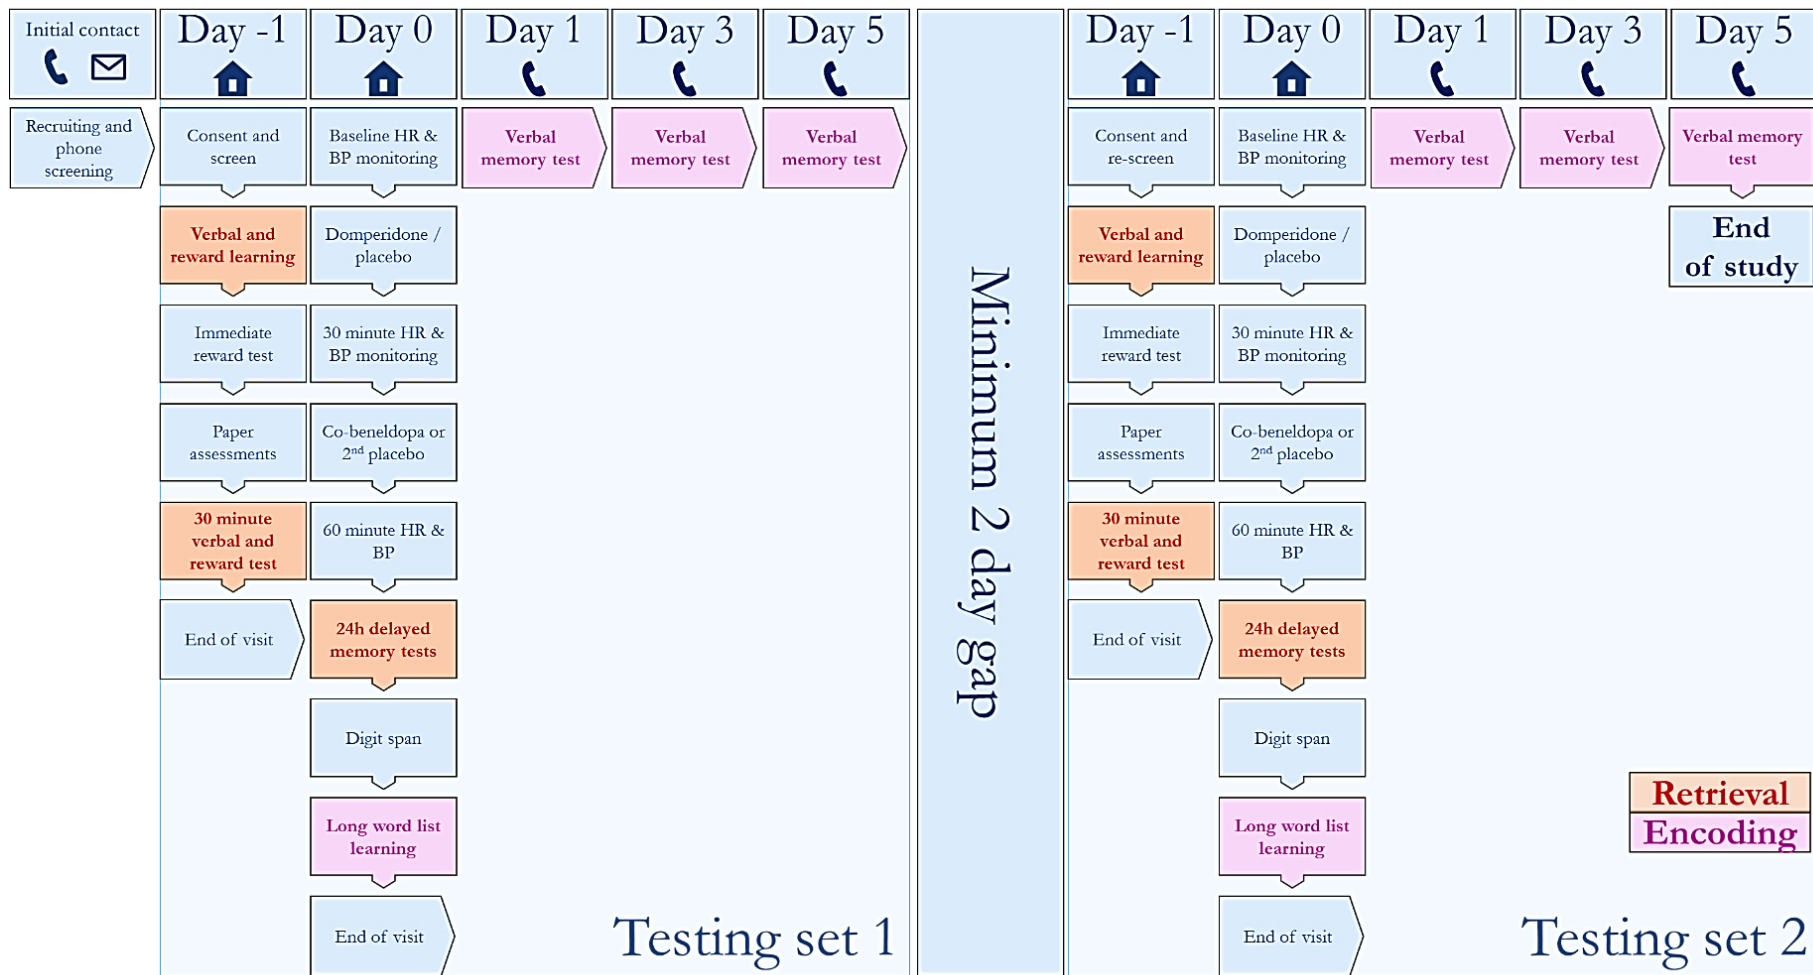 Initial contact
Day -1
Day 0
Day 1
Day 3
Day 5
Recruiting and
phone
screening
Consent and
screen
Verbal and
reward learning
Immediate
reward test
Paper
assessments
30 minute
verbal and
reward test
End of visit
Baseline HR &
BP monitoring
Domperidone /
placebo
30 minute HR &
BP monitoring
Co-beneldopa or
2nd placebo
60 minute HR &
BP
24h delayed
memory tests
Digit span
Long word list
learning
End of visit
Verbal
memory test
Verbal
memory test
Verbal
memory test
Testing set 1
Minimum 2 day gap
Day -1
Day 0
Day 1
Day 3
Day 5
Consent and
re-screen
Verbal and
reward learning
Immediate
reward test
Paper
assessments
30 minute
verbal and
reward test
End of visit
Baseline HR &
BP monitoring
Domperidone /
placebo
30 minute HR &
BP monitoring
Co-beneldopa or
2nd placebo
60 minute HR &
BP
24h delayed
memory tests
Digit span
Long word list
learning
End of visit
Verbal
memory test
Verbal
memory test
Verbal memory
test
End
of study
Retrieval
Encoding
Testing set 2